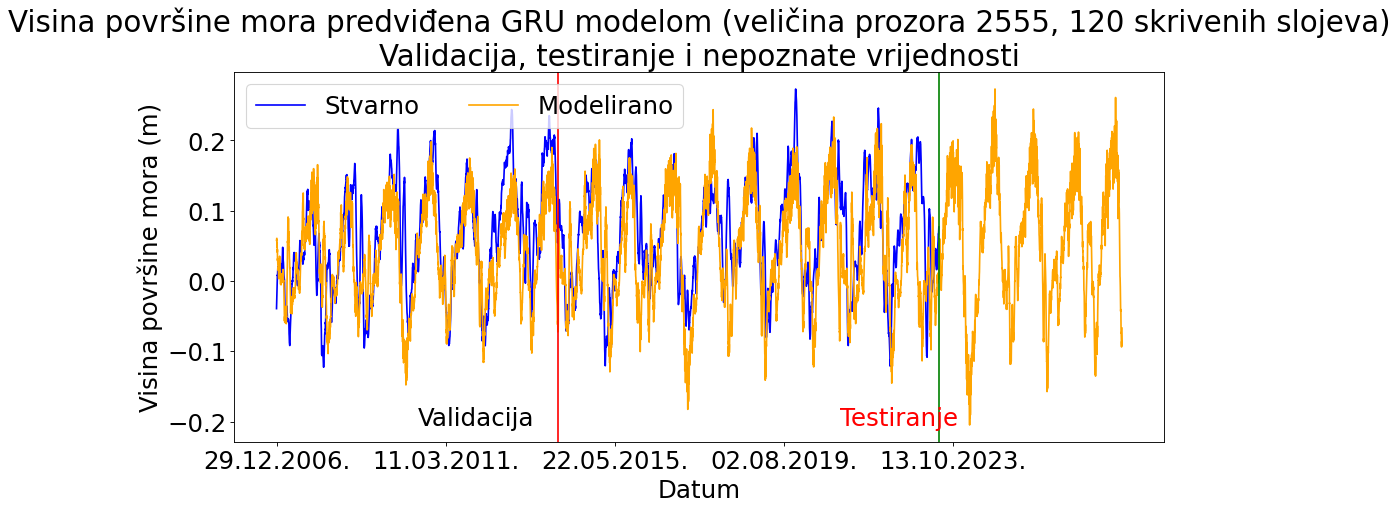 Visina površine mora predviđena GRU modelom (veličina prozora 2555, 120 skrivenih slojeva)
Validacija, testiranje i nepoznate vrijednosti
Stvarno
Modelirano
Visina površine mora (m)
0.2
0.1
0.0
−0.1
−0.2
Validacija
Testiranje
29.12.2006.
11.03.2011.
22.05.2015.
02.08.2019.
13.10.2023.
Datum